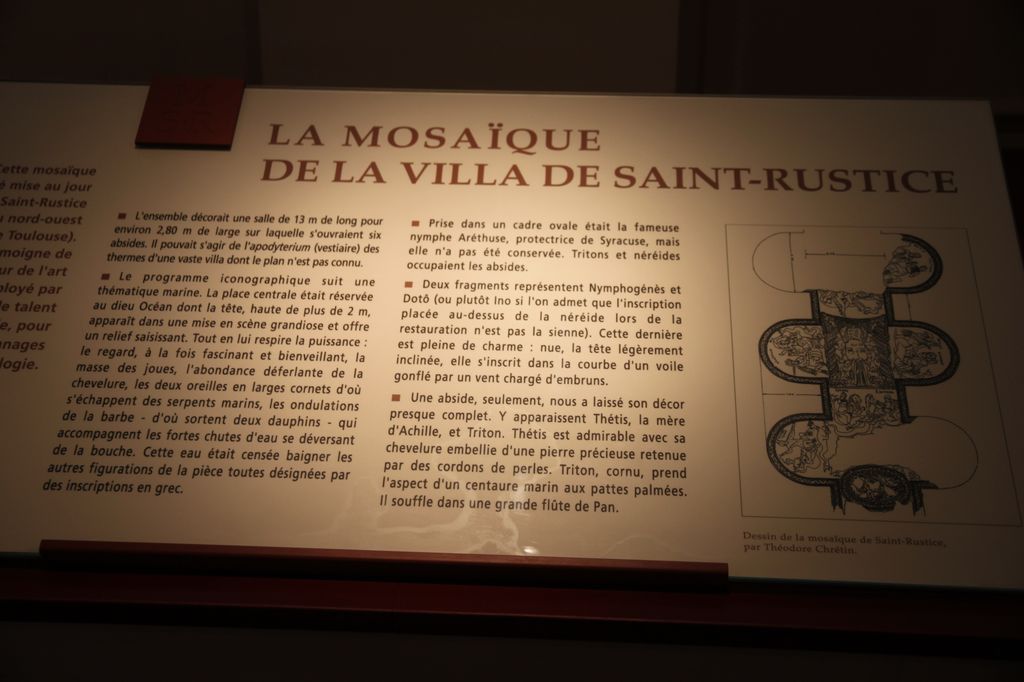 LA MOSAÏQUE
DE LA VILLA DE SAINT-RUSTICE
ette mosaïque
mise au jour
Saint-Rustice
nord-ouest
Toulouse).
moigne de
ur de l'art
ployé par
talent
pour
nages
logie.
■ L'ensemble décorait une salle de 13 m de long pour
environ 2,80 m de large sur laquelle s'ouvraient six
absides. Il pouvait s'agir de l'apodyterium (vestiaire) des
thermes d'une vaste villa dont le plan n'est pas connu.
■ Le programme iconographique suit une
thématique marine. La place centrale était réservée
au dieu Océan dont la tête, haute de plus de 2 m,
apparaît dans une mise en scène grandiose et offre
un relief saisissant. Tout en lui respire la puissance :
le regard, à la fois fascinant et bienveillant, la
masse des joues, l'abondance déferlante de la
chevelure, les deux oreilles en larges cornets d'où
s'échappent des serpents marins, les ondulations
de la barbe - d'où sortent deux dauphins - qui
accompagnent les fortes chutes d'eau se déversant
de la bouche. Cette eau était censée baigner les
autres figurations de la pièce toutes désignées par
des inscriptions en grec.
■ Prise dans un cadre ovale était la fameuse
nymphe Aréthuse, protectrice de Syracuse, mais
elle n'a pas été conservée. Tritons et néréides
occupaient les absides.
■ Deux fragments représentent Nymphogénès et
Dotô (ou plutôt Ino si l'on admet que l'inscription
placée au-dessus de la néréide lors de la
restauration n'est pas la sienne). Cette dernière
est pleine de charme : nue, la tête légèrement
inclinée, elle s'inscrit dans la courbe d'un voile
gonflé par un vent chargé d'embruns.
■ Une abside, seulement, nous a laissé son décor
presque complet. Y apparaissent Thétis, la mère
d'Achille, et Triton. Thétis est admirable avec sa
chevelure embellie d'une pierre précieuse retenue
par des cordons de perles. Triton, cornu, prend
l'aspect d'un centaure marin aux pattes palmées.
Il souffle dans une grande flûte de Pan.
Dessin de la mosaïque de Saint-Rustice,
par Théodore Chrétin.